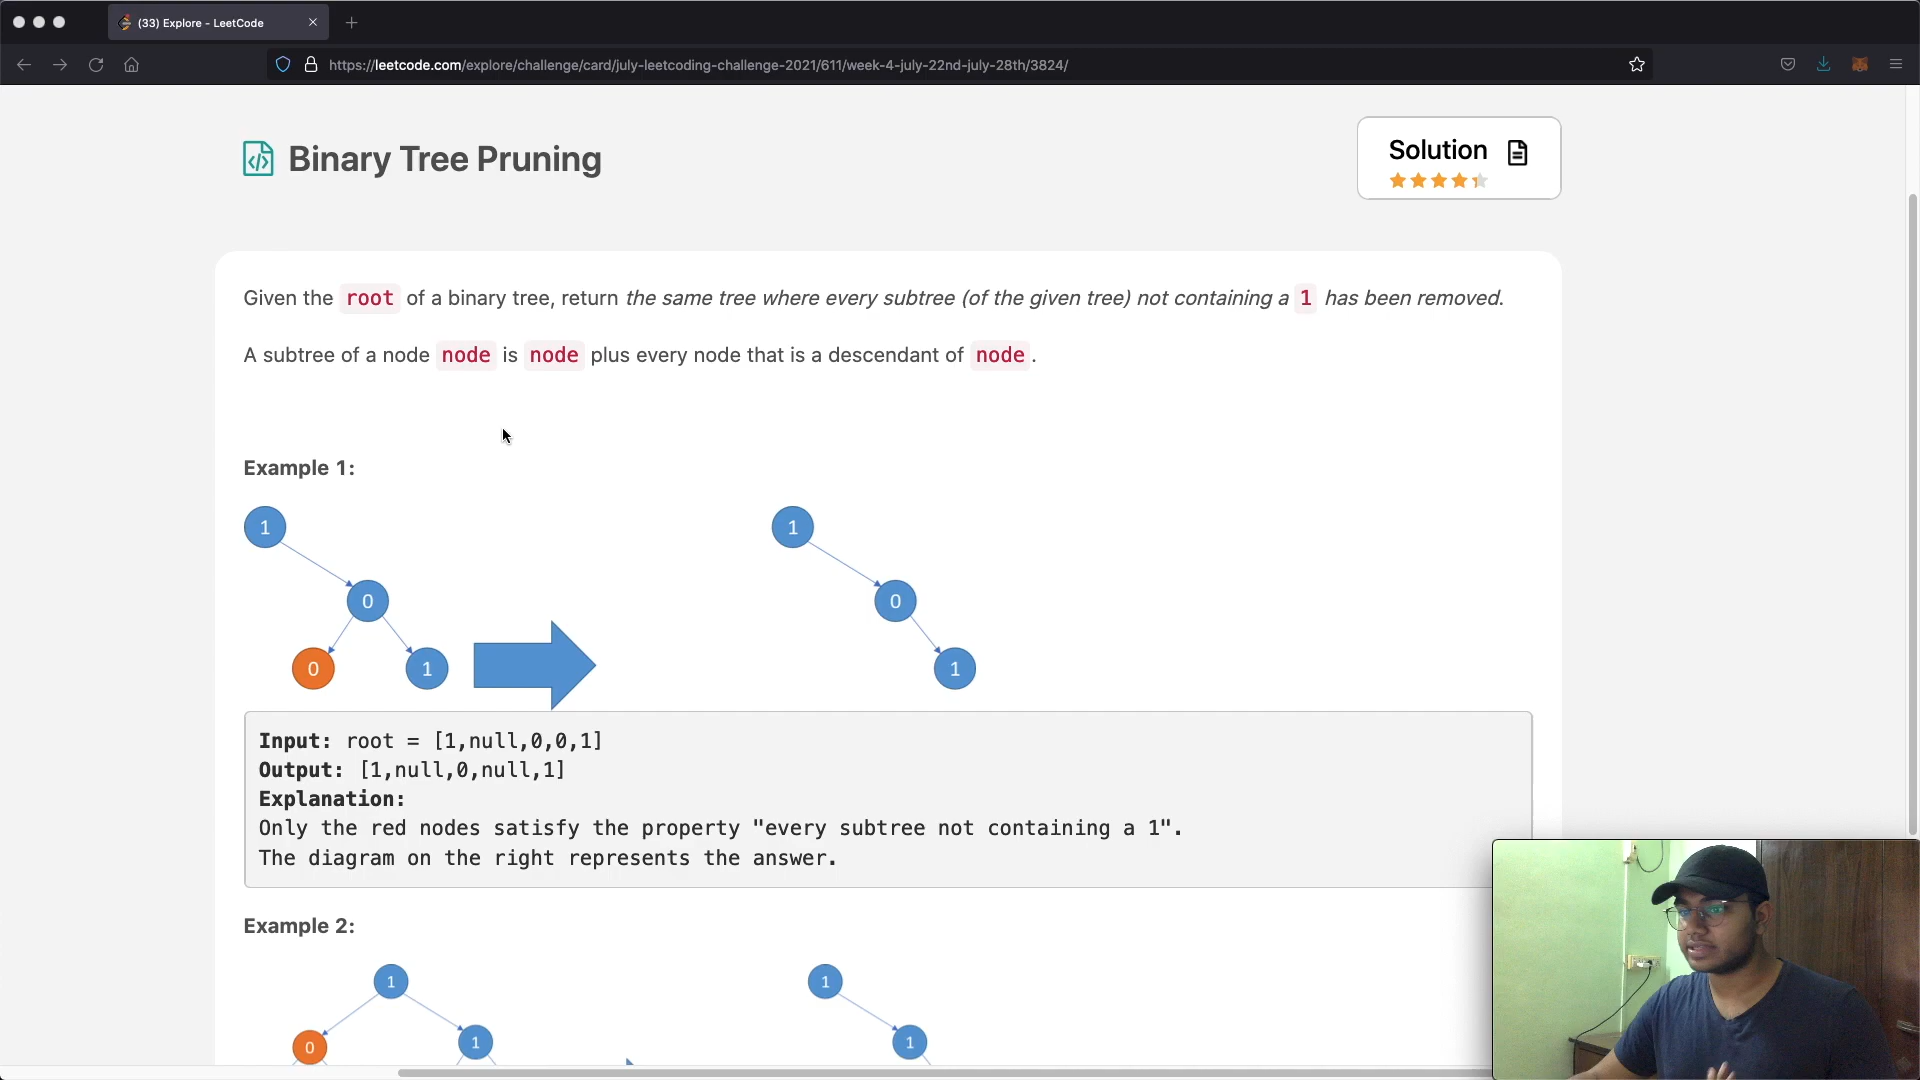 (33) Explore - LeetCode
https://leetcode.com/explore/challenge/card/july-leetcoding-challenge-2021/611/week-4-july-22nd-july-28th/3824/
Binary Tree Pruning
Solution
Given the root of a binary tree, return the same tree where every subtree (of the given tree) not containing a 1 has been removed.
A subtree of a node node is node plus every node that is a descendant of node.
Example 1:
1
1
0
0
0
1
1
Input: root = [1,null,0,0,1]
Output: [1,null,0,null,1]
Explanation:
Only the red nodes satisfy the property "every subtree not containing a 1".
The diagram on the right represents the answer.
Example 2:
1
1
0
1
1